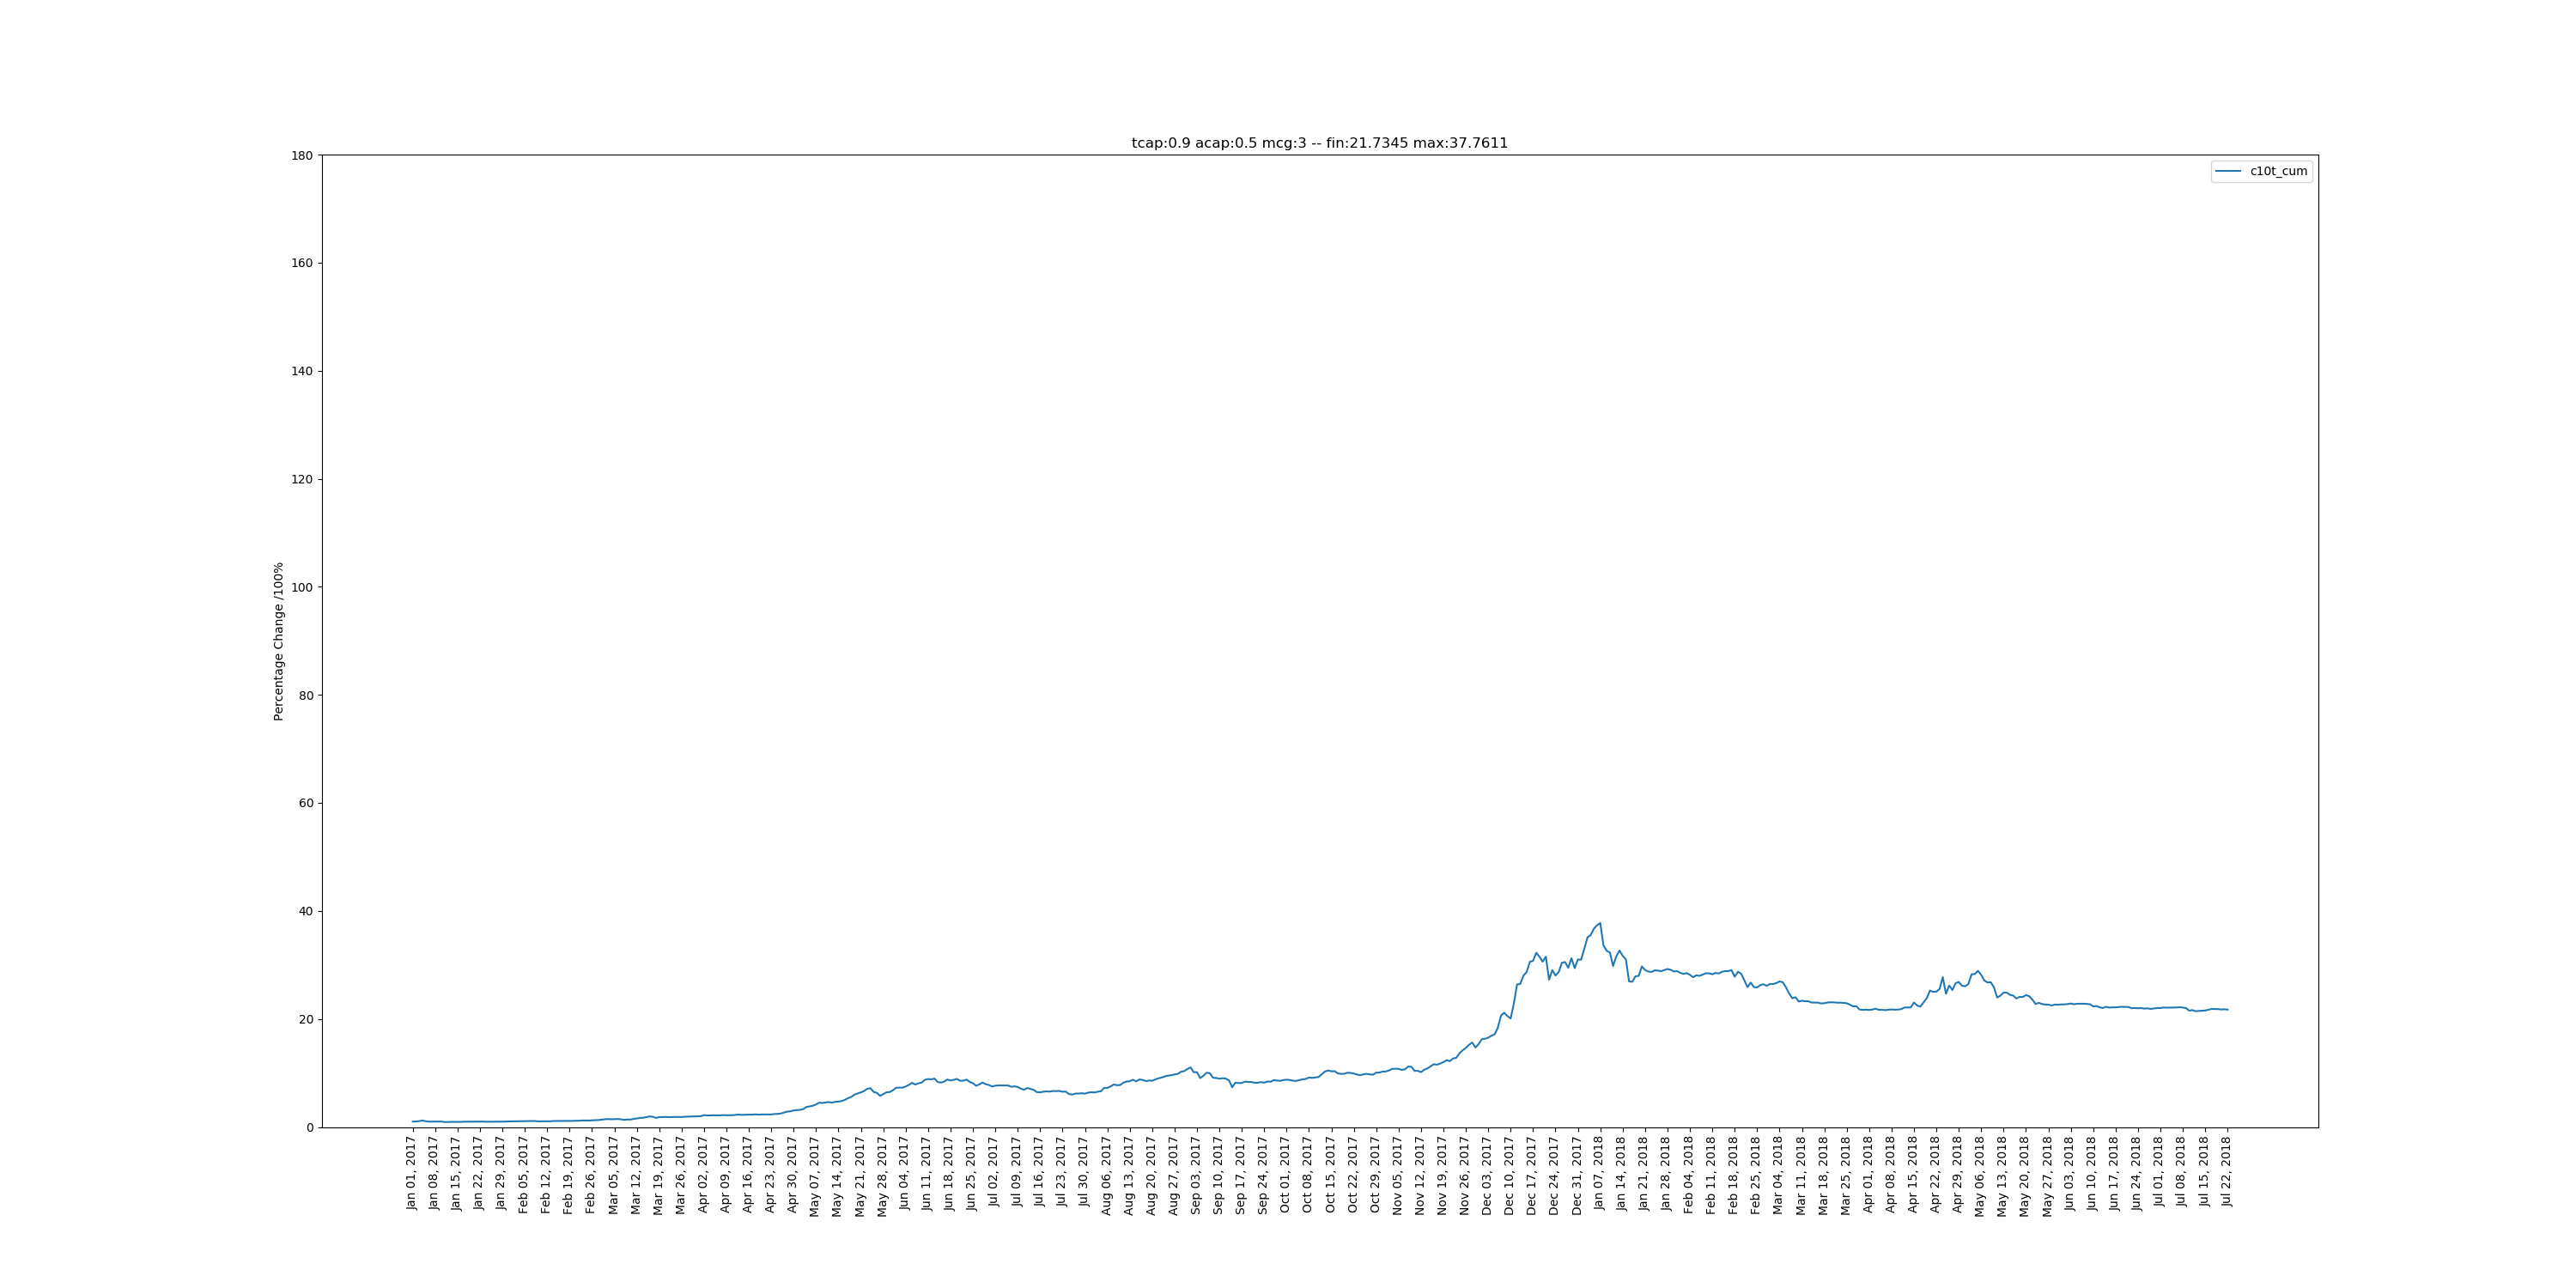 tcap:0.9 acap:0.5 mcg:3 -- fin:21.7345 max:37.7611
c10t_cum
Percentage Change /100%
180
160
140
120
100
80
60
40
20
0
Jan 01, 2017
Jan 08, 2017
Jan 15, 2017
Jan 22, 2017
Jan 29, 2017
Feb 05, 2017
Feb 12, 2017
Feb 19, 2017
Feb 26, 2017
Mar 05, 2017
Mar 12, 2017
Mar 19, 2017
Mar 26, 2017
Apr 02, 2017
Apr 09, 2017
Apr 16, 2017
Apr 23, 2017
Apr 30, 2017
May 07, 2017
May 14, 2017
May 21, 2017
May 28, 2017
Jun 04, 2017
Jun 11, 2017
Jun 18, 2017
Jun 25, 2017
Jul 02, 2017
Jul 09, 2017
Jul 16, 2017
Jul 23, 2017
Jul 30, 2017
Aug 06, 2017
Aug 13, 2017
Aug 20, 2017
Aug 27, 2017
Sep 03, 2017
Sep 10, 2017
Sep 17, 2017
Sep 24, 2017
Oct 01, 2017
Oct 08, 2017
Oct 15, 2017
Oct 22, 2017
Oct 29, 2017
Nov 05, 2017
Nov 12, 2017
Nov 19, 2017
Nov 26, 2017
Dec 03, 2017
Dec 10, 2017
Dec 17, 2017
Dec 24, 2017
Dec 31, 2017
Jan 07, 2018
Jan 14, 2018
Jan 21, 2018
Jan 28, 2018
Feb 04, 2018
Feb 11, 2018
Feb 18, 2018
Feb 25, 2018
Mar 04, 2018
Mar 11, 2018
Mar 18, 2018
Mar 25, 2018
Apr 01, 2018
Apr 08, 2018
Apr 15, 2018
Apr 22, 2018
Apr 29, 2018
May 06, 2018
May 13, 2018
May 20, 2018
May 27, 2018
Jun 03, 2018
Jun 10, 2018
Jun 17, 2018
Jun 24, 2018
Jul 01, 2018
Jul 08, 2018
Jul 15, 2018
Jul 22, 2018